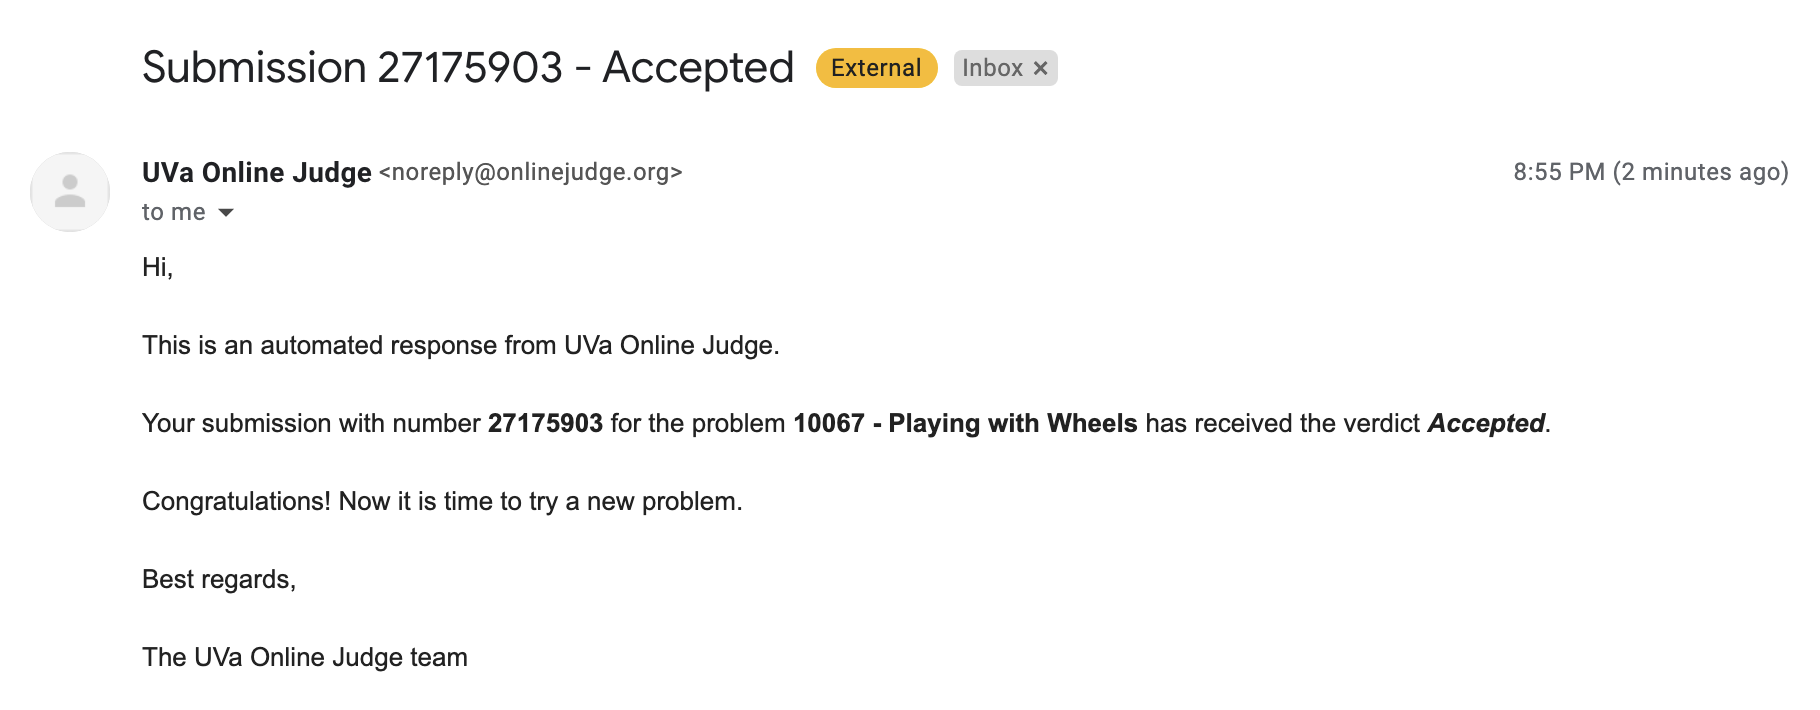 Submission 27175903 - Accepted External Inbox ×
UVa Online Judge <noreply@onlinejudge.org> 8:55 PM (2 minutes ago)
to me
Hi,
This is an automated response from UVa Online Judge.
Your submission with number 27175903 for the problem 10067 - Playing with Wheels has received the verdict Accepted.
Congratulations! Now it is time to try a new problem.
Best regards,
The UVa Online Judge team